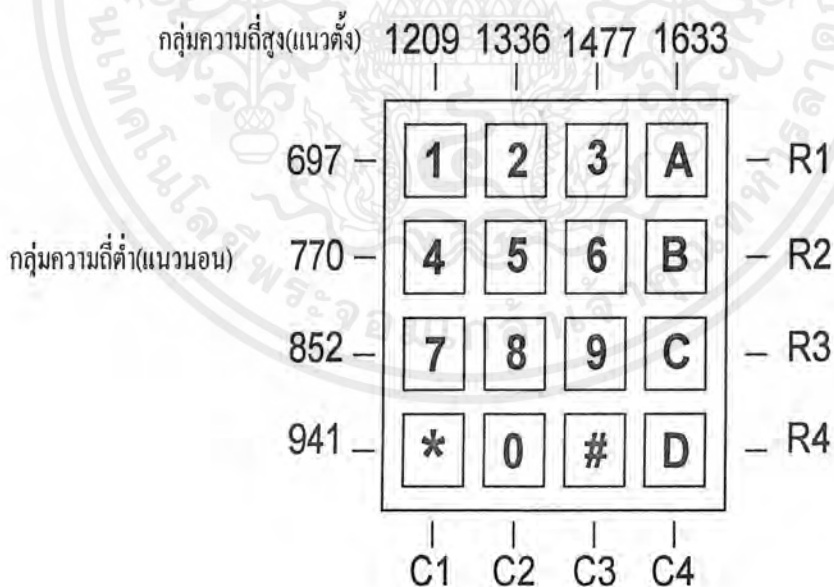 กลุ่มความถี่สูง(แนวตั้ง) 1209 1336 1477 1633
697 – 1 2 3 A – R1
กลุ่มความถี่ต่ำ(แนวนอน) 770 – 4 5 6 B – R2
852 – 7 8 9 C – R3
941 – * 0 # D – R4
C1 C2 C3 C4